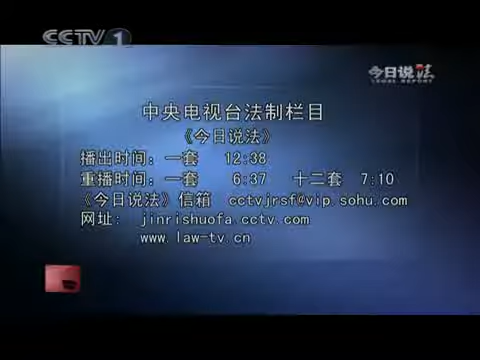 CCTV 1
今日说法
LEGAL REPORT
中央电视台法制栏目
《今日说法》
播出时间：一套 12:38
重播时间：一套 6:37 十二套 7:10
《今日说法》信箱 cctvjrsf@vip.sohu.com
网址： jinrishuofa.cctv.com
www.law-tv.cn